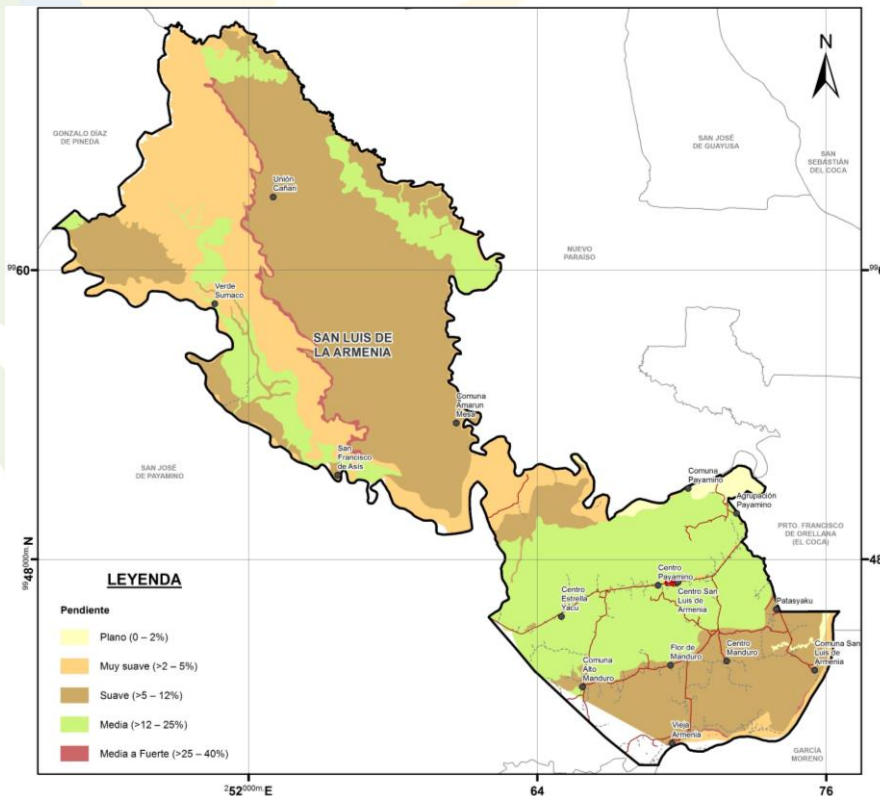 N
GONZALO DÍAZ
DE PINEDA
SAN JOSÉ
DE GUAYUSA
SAN
SEBASTIÁN
DEL COCA
Unión
Cañari
NUEVO
PARAÍSO
⁹⁹60
Verde
Sumaco
SAN LUIS DE
LA ARMENIA
Comuna
Amarun
Mesa
San
Francisco
de Asis
SAN JOSÉ
DE PAYAMINO
Comuna
Payamino
Agrupación
Payamino
PRTO. FRANCISCO
DE ORELLANA
(EL COCA)
⁹⁹48⁰⁰⁰ᵐ·N
48
Centro
Payamino
Centro
Estrella
Yacu
Centro San
Luis de
Armenia
Patasyaku
Flor de
Manduro
Centro
Manduro
Comuna San
Luis de
Armenia
Comuna
Alto
Manduro
Vieja
Armenia
GARCÍA
MORENO
LEYENDA
Pendiente
Plano (0 – 2%)
Muy suave (>2 – 5%)
Suave (>5 – 12%)
Media (>12 – 25%)
Media a Fuerte (>25 – 40%)
²52⁰⁰⁰ᵐ·E
64
76